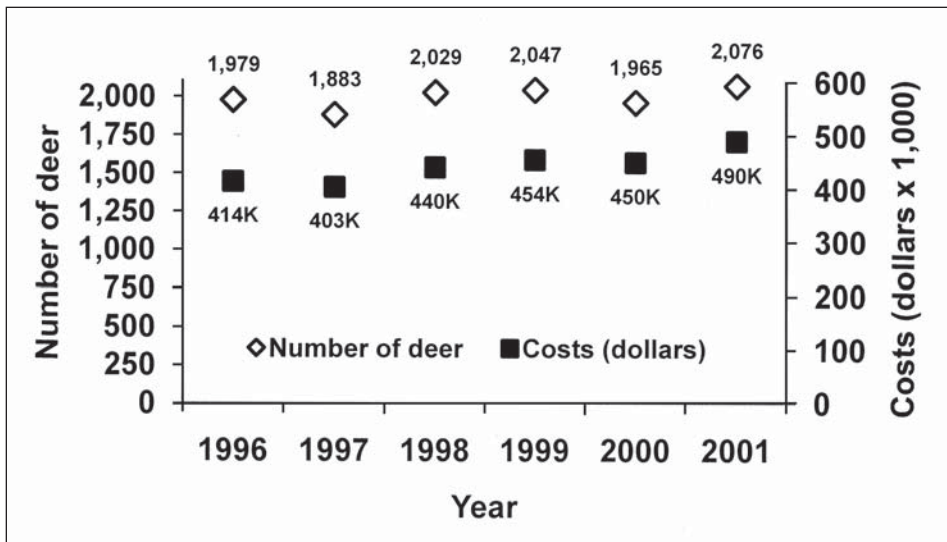 1,979 1,883 2,029 2,047 1,965 2,076
Number of deer
2,000
1,750
1,500
1,250
1,000
750
500
250
0
414K 403K 440K 454K 450K 490K
Number of deer Costs (dollars)
600
500
400
300
200
100
0
Costs (dollars x 1,000)
1996 1997 1998 1999 2000 2001
Year